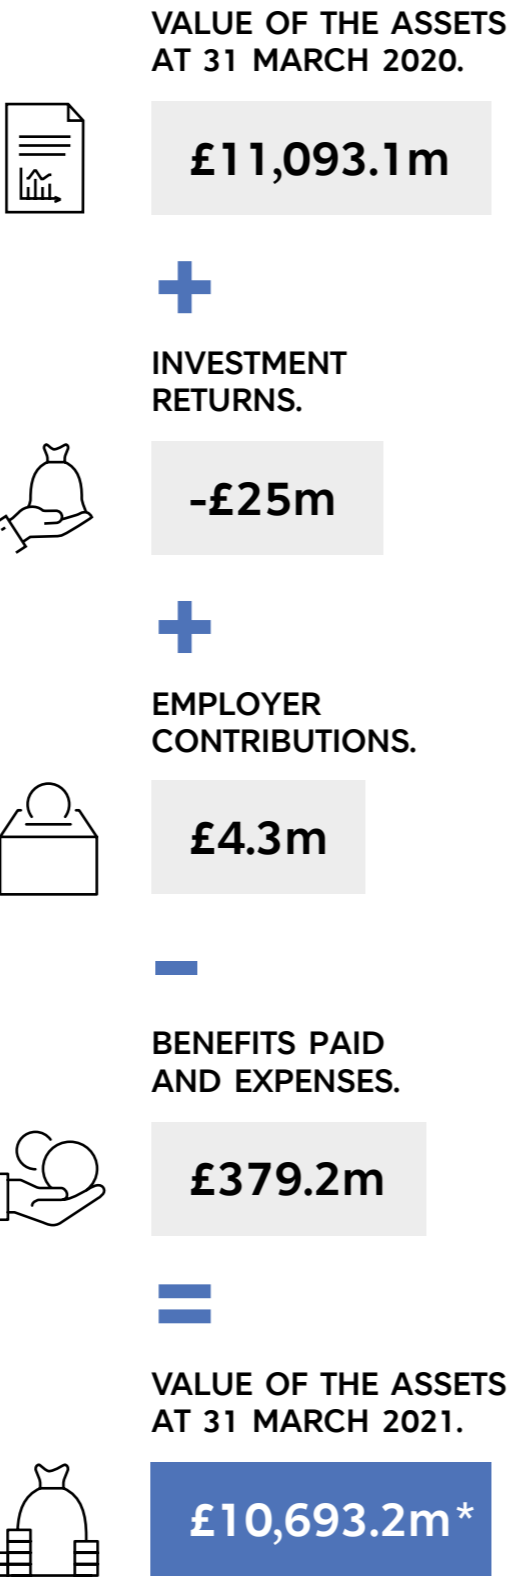 VALUE OF THE ASSETS
AT 31 MARCH 2020.
£11,093.1m
+
INVESTMENT
RETURNS.
-£25m
+
EMPLOYER
CONTRIBUTIONS.
£4.3m
-
BENEFITS PAID
AND EXPENSES.
£379.2m
=
VALUE OF THE ASSETS
AT 31 MARCH 2021.
£10,693.2m*